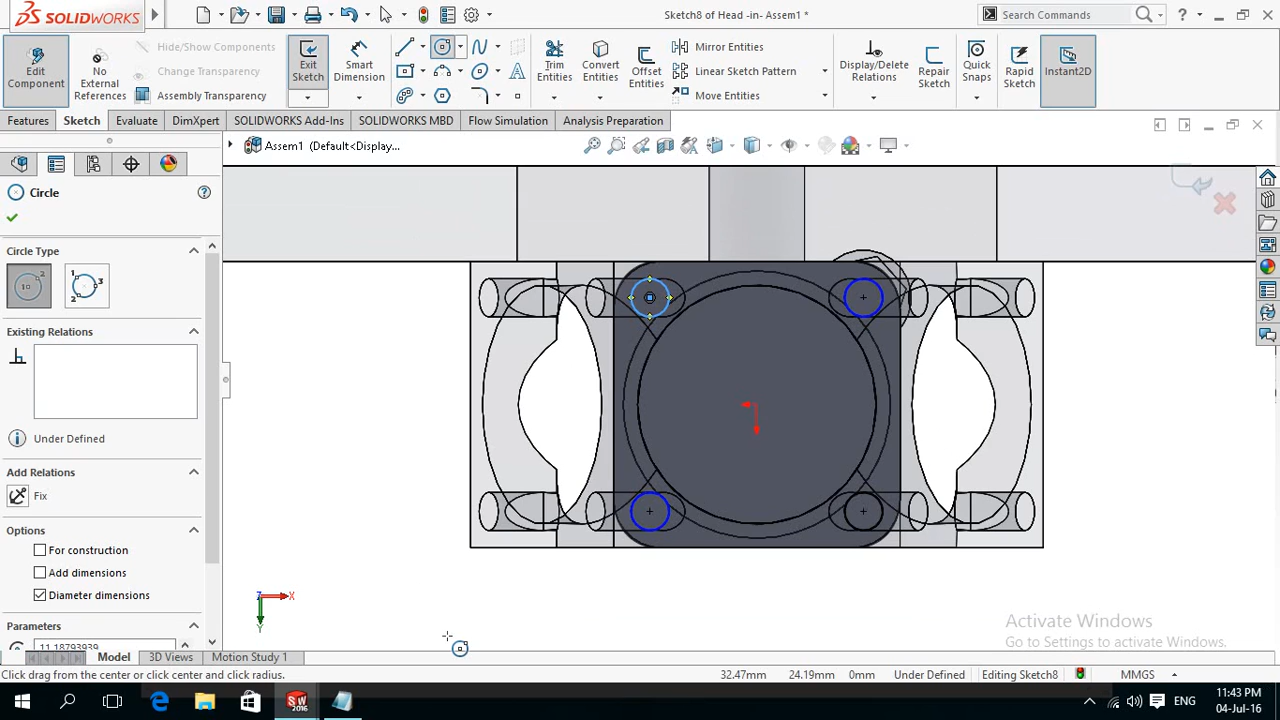 SOLIDWORKS
Sketch8 of Head -in- Assem1 *
Search Commands
Edit Component
No External References
Hide/Show Components
Change Transparency
Assembly Transparency
Exit Sketch
Smart Dimension
Trim Entities
Convert Entities
Offset Entities
Mirror Entities
Linear Sketch Pattern
Move Entities
Display/Delete Relations
Repair Sketch
Quick Snaps
Rapid Sketch
Instant2D
Features Sketch Evaluate DimXpert SOLIDWORKS Add-Ins SOLIDWORKS MBD Flow Simulation Analysis Preparation
Assem1 (Default<Display...
Circle
Circle Type
Existing Relations
Under Defined
Add Relations
Fix
Options
For construction
Add dimensions
Diameter dimensions
Parameters
11.18793939
Z X
Y
Activate Windows
Go to Settings to activate Windows.
Model 3D Views Motion Study 1
Click drag from the center or click center and click radius.
32.47mm 24.19mm 0mm Under Defined Editing Sketch8 MMGS
SW 2016
ENG
11:43 PM
04-Jul-16